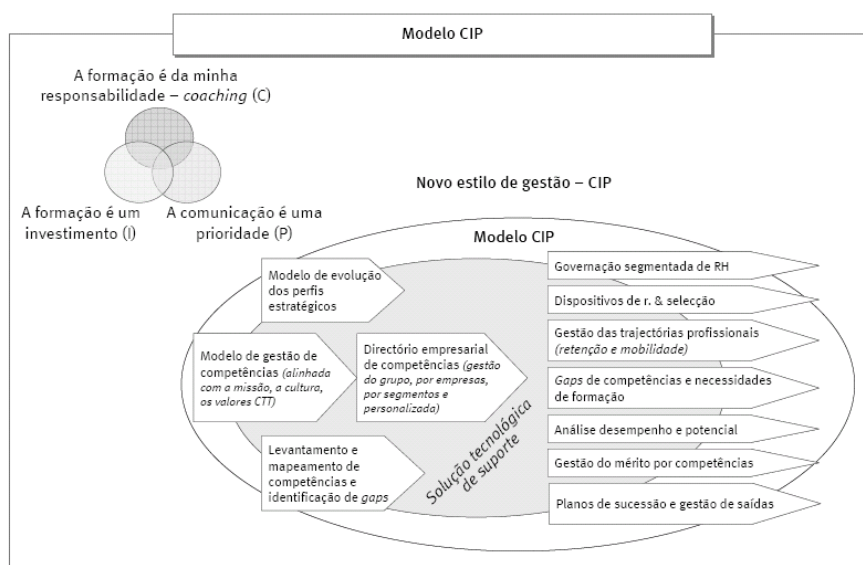 Modelo CIP
A formação é da minha
responsabilidade – coaching (C)
A formação é um
investimento (I)
A comunicação é uma
prioridade (P)
Novo estilo de gestão – CIP
Modelo CIP
Modelo de evolução
dos perfis
estratégicos
Modelo de gestão de
competências (alinhada
com a missão, a cultura,
os valores CTT)
Directório empresarial
de competências (gestão
do grupo, por empresas,
por segmentos e
personalizada)
Levantamento e
mapeamento de
competências e
identificação de gaps
Solução tecnológica
de suporte
Governação segmentada de RH
Dispositivos de r. & selecção
Gestão das trajectórias profissionais
(retenção e mobilidade)
Gaps de competências e necessidades
de formação
Análise desempenho e potencial
Gestão do mérito por competências
Planos de sucessão e gestão de saídas